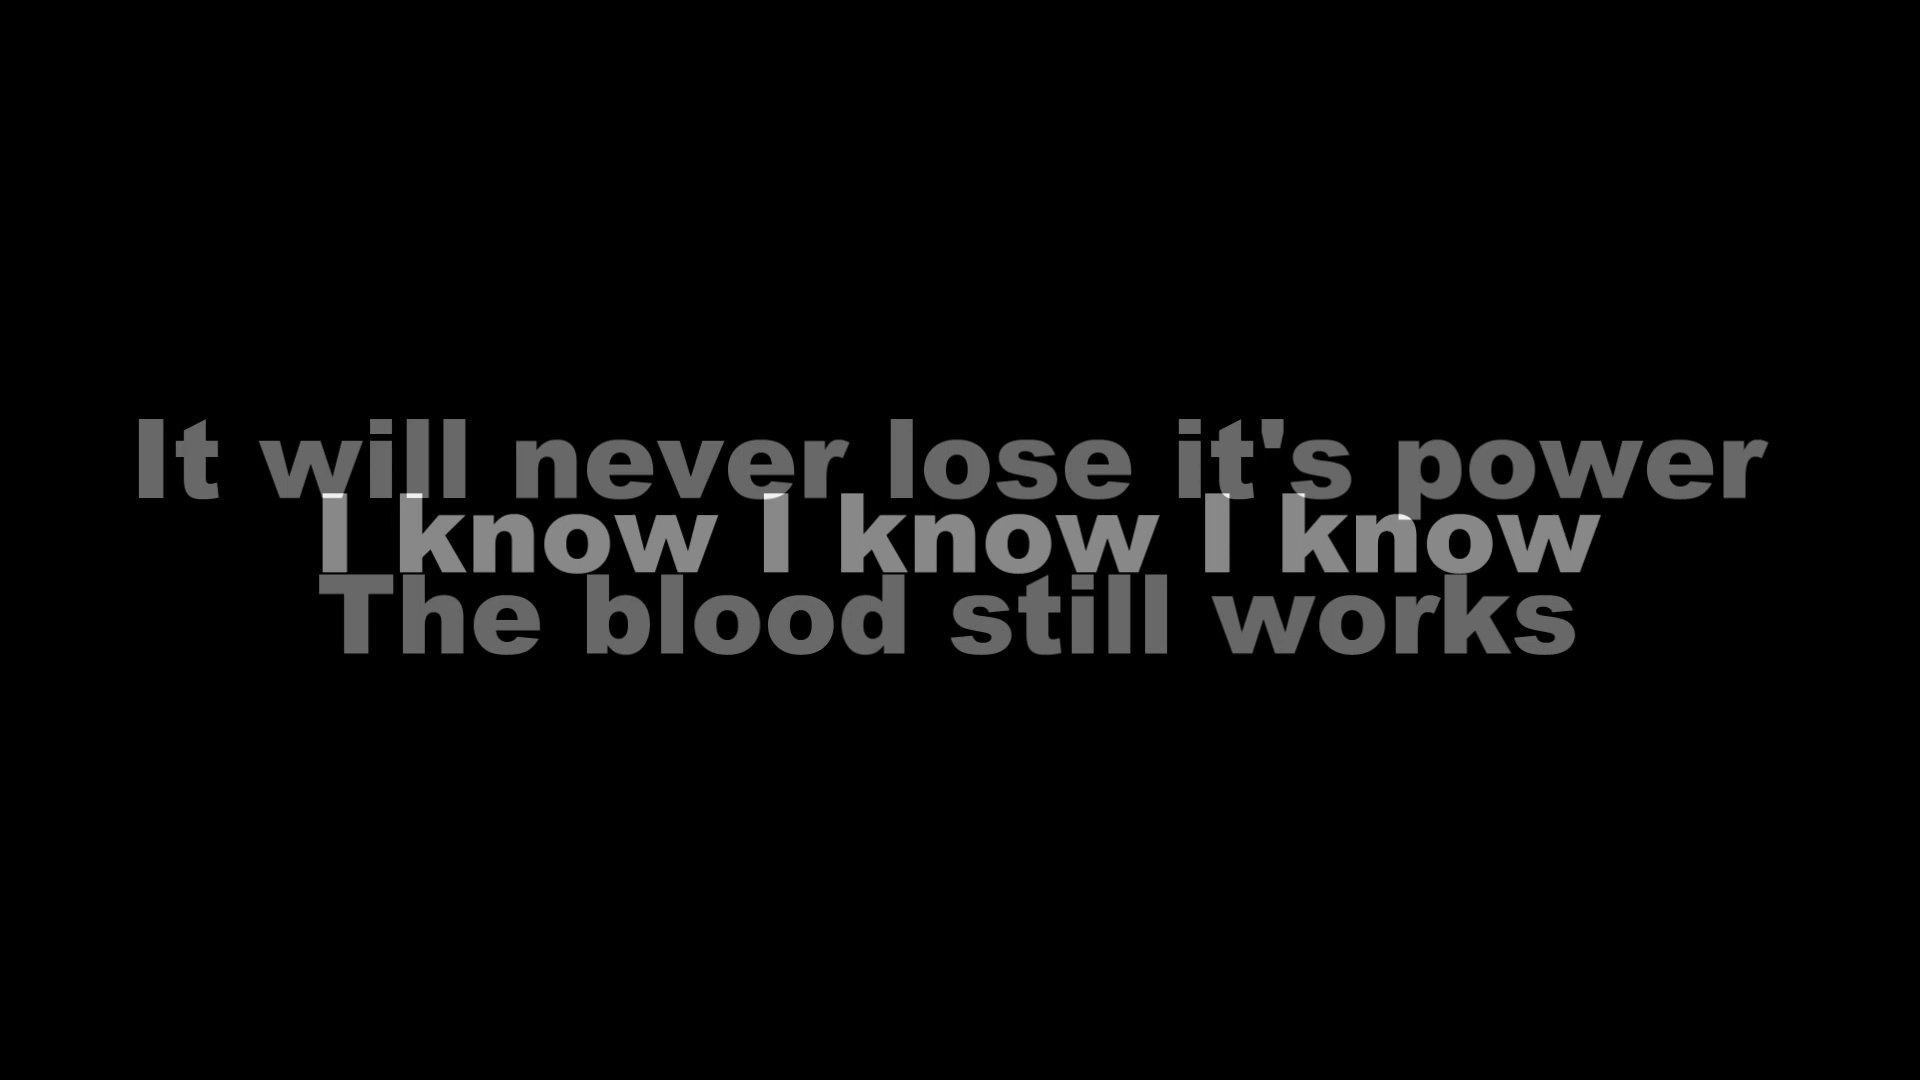 It will never lose it's power
I know I know I know
The blood still works